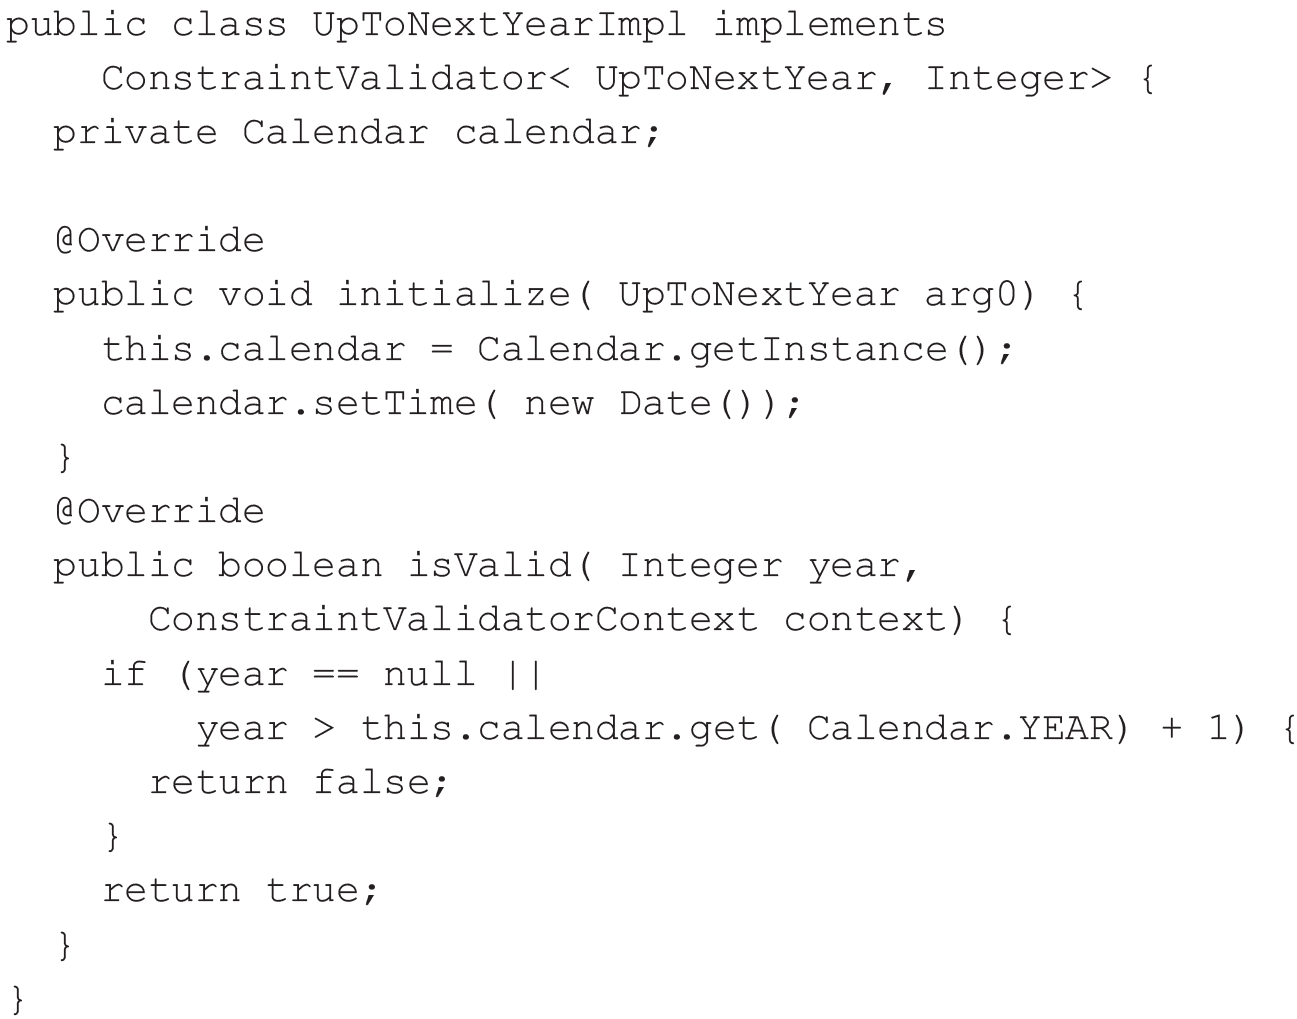 public class UpToNextYearImpl implements
    ConstraintValidator< UpToNextYear, Integer> {
  private Calendar calendar;

  @Override
  public void initialize( UpToNextYear arg0) {
    this.calendar = Calendar.getInstance();
    calendar.setTime( new Date());
  }
  @Override
  public boolean isValid( Integer year,
      ConstraintValidatorContext context) {
    if (year == null ||
        year > this.calendar.get( Calendar.YEAR) + 1) {
      return false;
    }
    return true;
  }
}